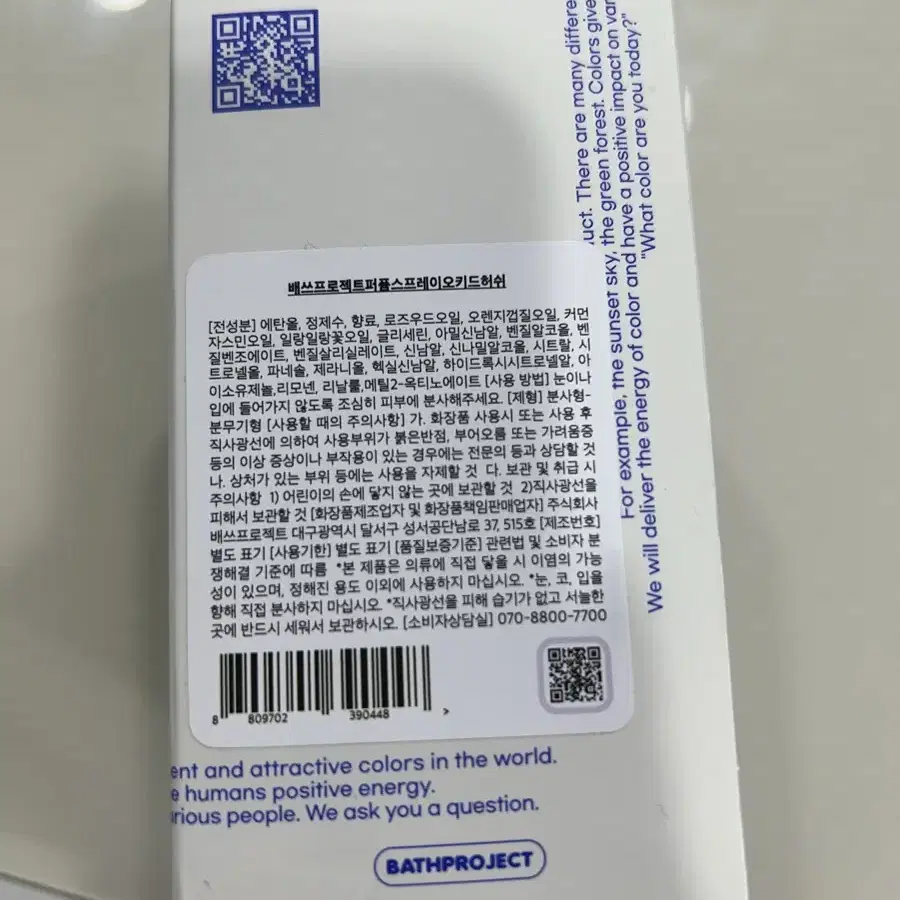 uct. There are many differe
For example, the sunset sky, the green forest. Colors give
We will deliver the energy of color and have a positive impact on var
"What color are you today?"
배쓰프로젝트퍼퓸스프레이오키드허쉬
[전성분] 에탄올, 정제수, 향료, 로즈우드오일, 오렌지껍질오일, 커먼
자스민오일, 일랑일랑꽃오일, 글리세린, 아밀신남알, 벤질알코올, 벤
질벤조에이트, 벤질살리실레이트, 신남알, 신나밀알코올, 시트랄, 시
트로넬올, 파네솔, 제라니올, 헥실신남알, 하이드록시시트로넬알, 아
이소유제놀,리모넨, 리날룰,메틸2-옥티노에이트 [사용 방법] 눈이나
입에 들어가지 않도록 조심히 피부에 분사해주세요. [제형] 분사형-
분무기형 [사용할 때의 주의사항] 가. 화장품 사용시 또는 사용 후
직사광선에 의하여 사용부위가 붉은반점, 부어오름 또는 가려움증
등의 이상 증상이나 부작용이 있는 경우에는 전문의 등과 상담할 것
나. 상처가 있는 부위 등에는 사용을 자제할 것 다. 보관 및 취급 시
주의사항 1) 어린이의 손에 닿지 않는 곳에 보관할 것 2)직사광선을
피해서 보관할 것 [화장품제조업자 및 화장품책임판매업자] 주식회사
배쓰프로젝트 대구광역시 달서구 성서공단남로 37, 515호 [제조번호]
별도 표기 [사용기한] 별도 표기 [품질보증기준] 관련법 및 소비자 분
쟁해결 기준에 따름 *본 제품은 의류에 직접 닿을 시 이염의 가능
성이 있으며, 정해진 용도 이외에 사용하지 마십시오. *눈, 코, 입을
향해 직접 분사하지 마십시오. *직사광선을 피해 습기가 없고 서늘한
곳에 반드시 세워서 보관하시오. [소비자상담실] 070-8800-7700
8 809702 390448 >
ent and attractive colors in the world.
e humans positive energy.
rious people. We ask you a question.
BATHPROJECT